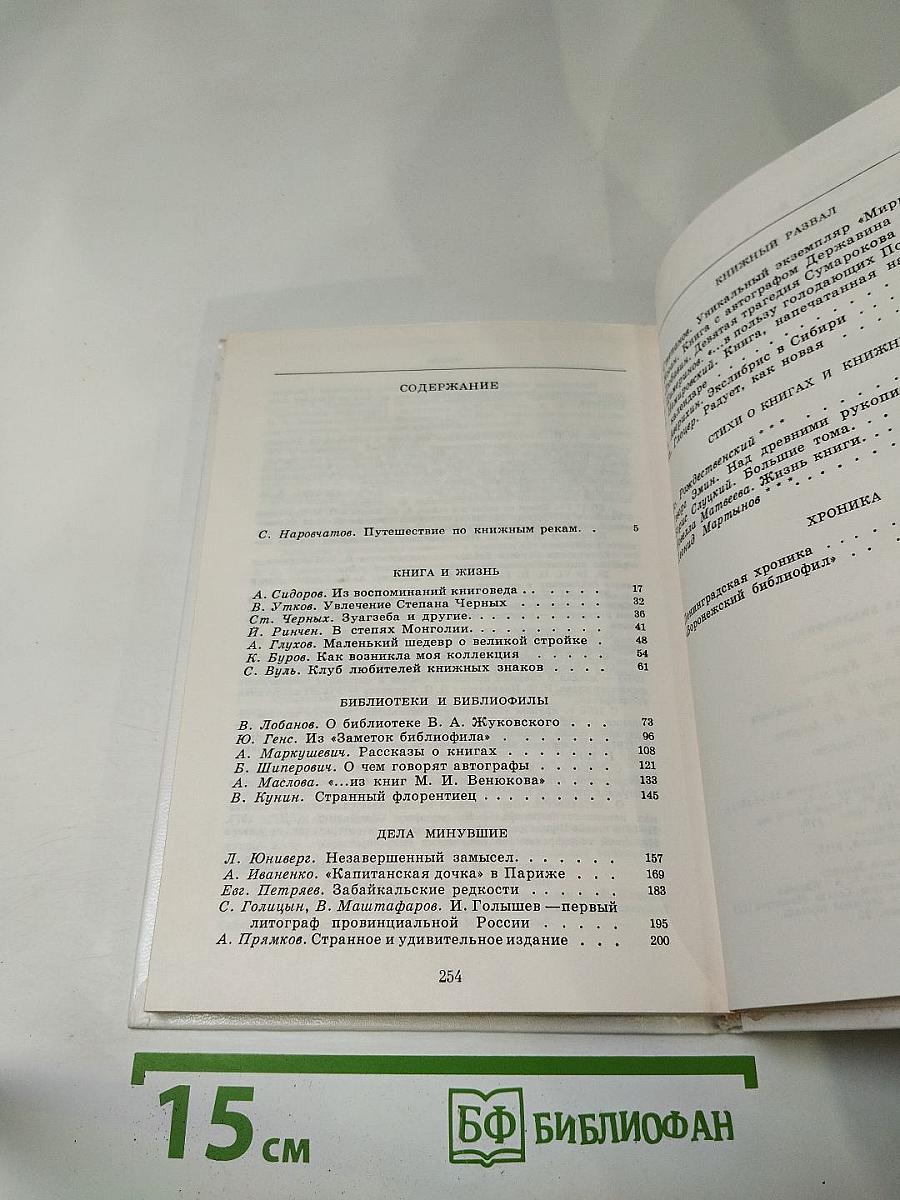 СОДЕРЖАНИЕ
С. Наровчатов. Путешествие по книжным рекам. . 5
КНИГА И ЖИЗНЬ
А. Сидоров. Из воспоминаний книговеда . . . . . . 17
В. Утков. Увлечение Степана Черных . . . . . . . 32
Ст. Черных. Зуагзеба и другие. . . . . . . . . 36
Й. Ринчен. В степях Монголии. . . . . . . . . 41
А. Глухов. Маленький шедевр о великой стройке . 48
К. Буров. Как возникла моя коллекция . . . . . 54
С. Вуль. Клуб любителей книжных знаков . . . . 61
БИБЛИОТЕКИ И БИБЛИОФИЛЫ
В. Лобанов. О библиотеке В. А. Жуковского . . . 73
Ю. Генс. Из «Заметок библиофила» . . . . . . . 96
А. Маркушевич. Рассказы о книгах . . . . . . . 108
Б. Шиперович. О чем говорят автографы . . . . . 121
А. Маслова. «...из книг М. И. Венюкова» . . . . 133
В. Кунин. Странный флорентиец . . . . . . . . . 145
ДЕЛА МИНУВШИЕ
Л. Юниверг. Незавершенный замысел. . . . . . . 157
А. Иваненко. «Капитанская дочка» в Париже . . . 169
Евг. Петряев. Забайкальские редкости . . . . . . 183
С. Голицын, В. Маштафаров. И. Голышев —первый
литограф провинциальной России . . . . . 195
А. Прямков. Странное и удивительное издание . . . 200
254
КНИЖНЫЙ РАЗВАЛ
Уникальный экземпляр
Книга с автографом Державина
Девятая трагедия Сумарокова
«...в пользу голодающих
Книга, напечатанная
календаре
Экслибрис в Сибири
Радует, как новая
СТИХИ О КНИГАХ И
Рождественский * * *
Эмин. Над древними
Слуцкий. Большие тома.
Матвеева. Жизнь книги.
Мартынов * * *
ХРОНИКА
хроника
библиофил»
15 см
БФ БИБЛИОФАН